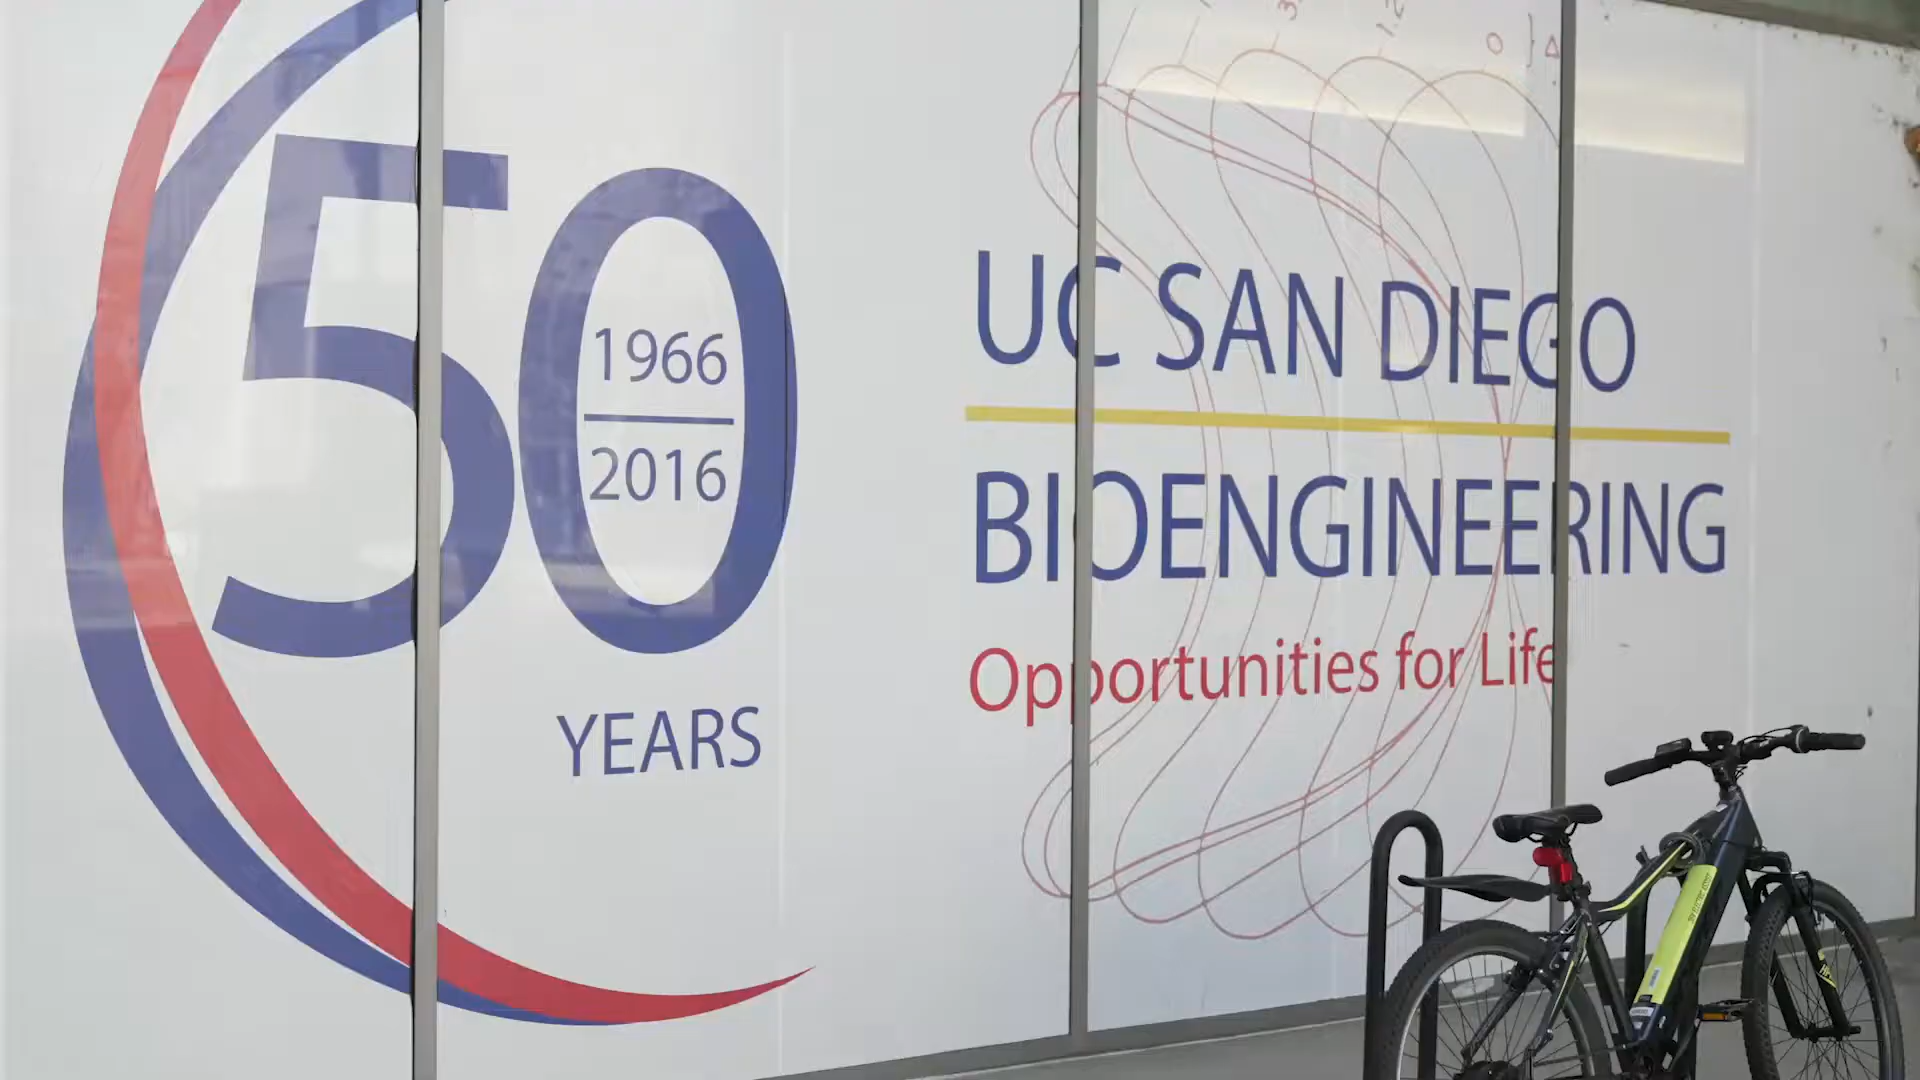 50
1966
2016
YEARS
UC SAN DIEGO
BIOENGINEERING
Opportunities for Life